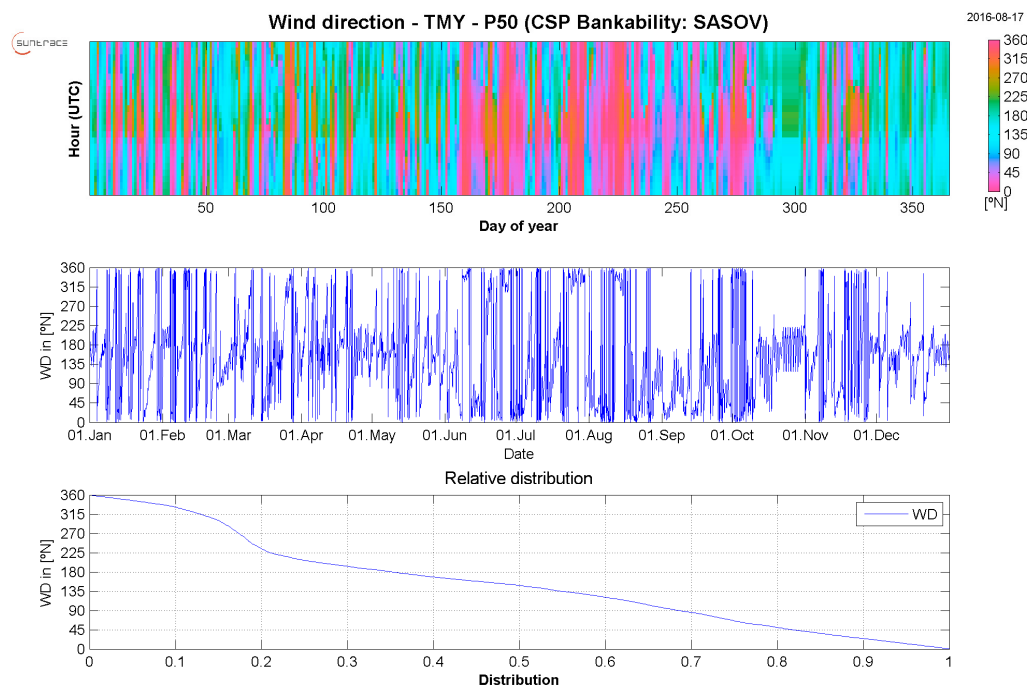 Wind direction - TMY - P50 (CSP Bankability: SASOV)
2016-08-17
suntrace
Hour (UTC)
360
315
270
225
180
135
90
45
0
[ºN]
50 100 150 200 250 300 350
Day of year
WD in [ºN]
360
315
270
225
180
135
90
45
0
01.Jan 01.Feb 01.Mar 01.Apr 01.May 01.Jun 01.Jul 01.Aug 01.Sep 01.Oct 01.Nov 01.Dec
Date
Relative distribution
WD in [ºN]
360
315
270
225
180
135
90
45
0
WD
0 0.1 0.2 0.3 0.4 0.5 0.6 0.7 0.8 0.9 1
Distribution